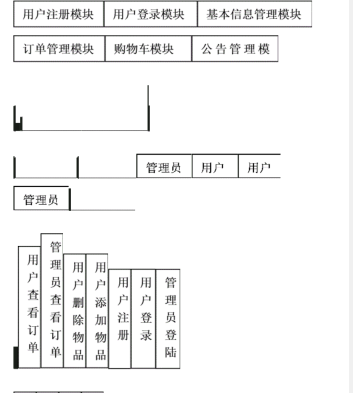 用户注册模块 用户登录模块 基本信息管理模块
订单管理模块 购物车模块 公告管理模
管理员 用户 用户
管理员
用户查看订单
管理员查看订单
用户删除物品
用户添加物品
用户注册
用户登录
管理员登陆